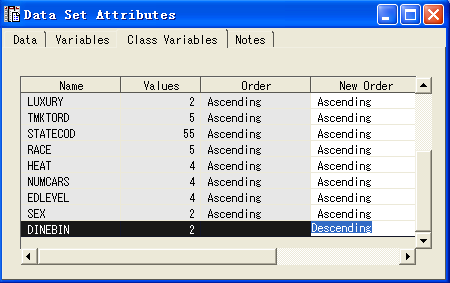 Data Set Attributes
Data Variables Class Variables Notes
Name Values Order New Order
LUXURY 2 Ascending Ascending
TMKTORD 5 Ascending Ascending
STATECOD 55 Ascending Ascending
RACE 5 Ascending Ascending
HEAT 4 Ascending Ascending
NUMCARS 4 Ascending Ascending
EDLEVEL 4 Ascending Ascending
SEX 2 Ascending Ascending
DINEBIN 2 Descending